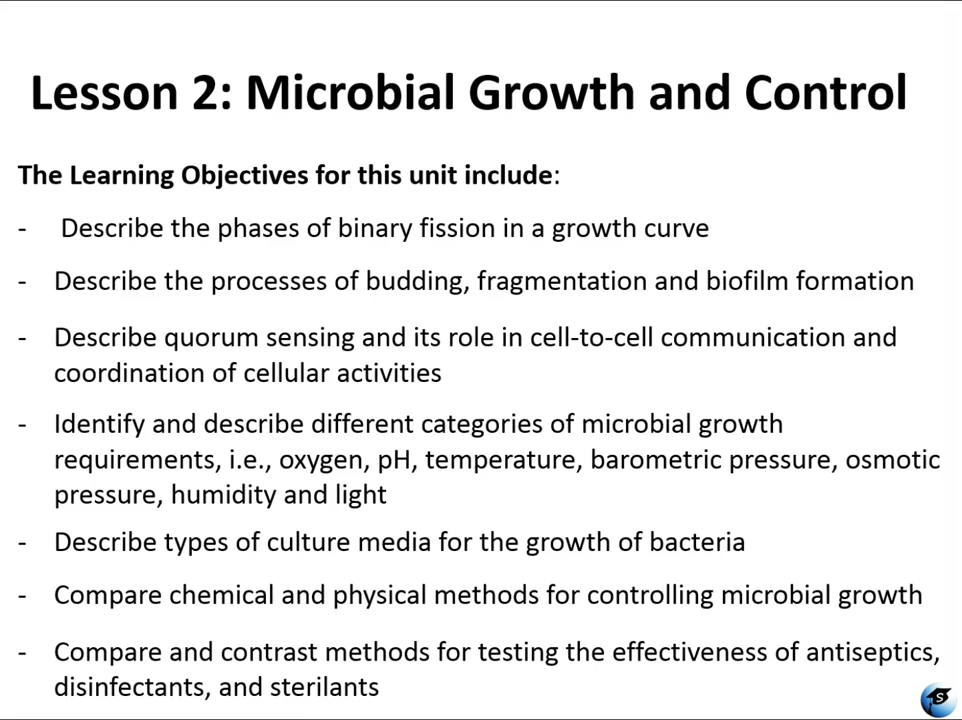 Lesson 2: Microbial Growth and Control
The Learning Objectives for this unit include:
- Describe the phases of binary fission in a growth curve
- Describe the processes of budding, fragmentation and biofilm formation
- Describe quorum sensing and its role in cell-to-cell communication and
coordination of cellular activities
- Identify and describe different categories of microbial growth
requirements, i.e., oxygen, pH, temperature, barometric pressure, osmotic
pressure, humidity and light
- Describe types of culture media for the growth of bacteria
- Compare chemical and physical methods for controlling microbial growth
- Compare and contrast methods for testing the effectiveness of antiseptics,
disinfectants, and sterilants
S